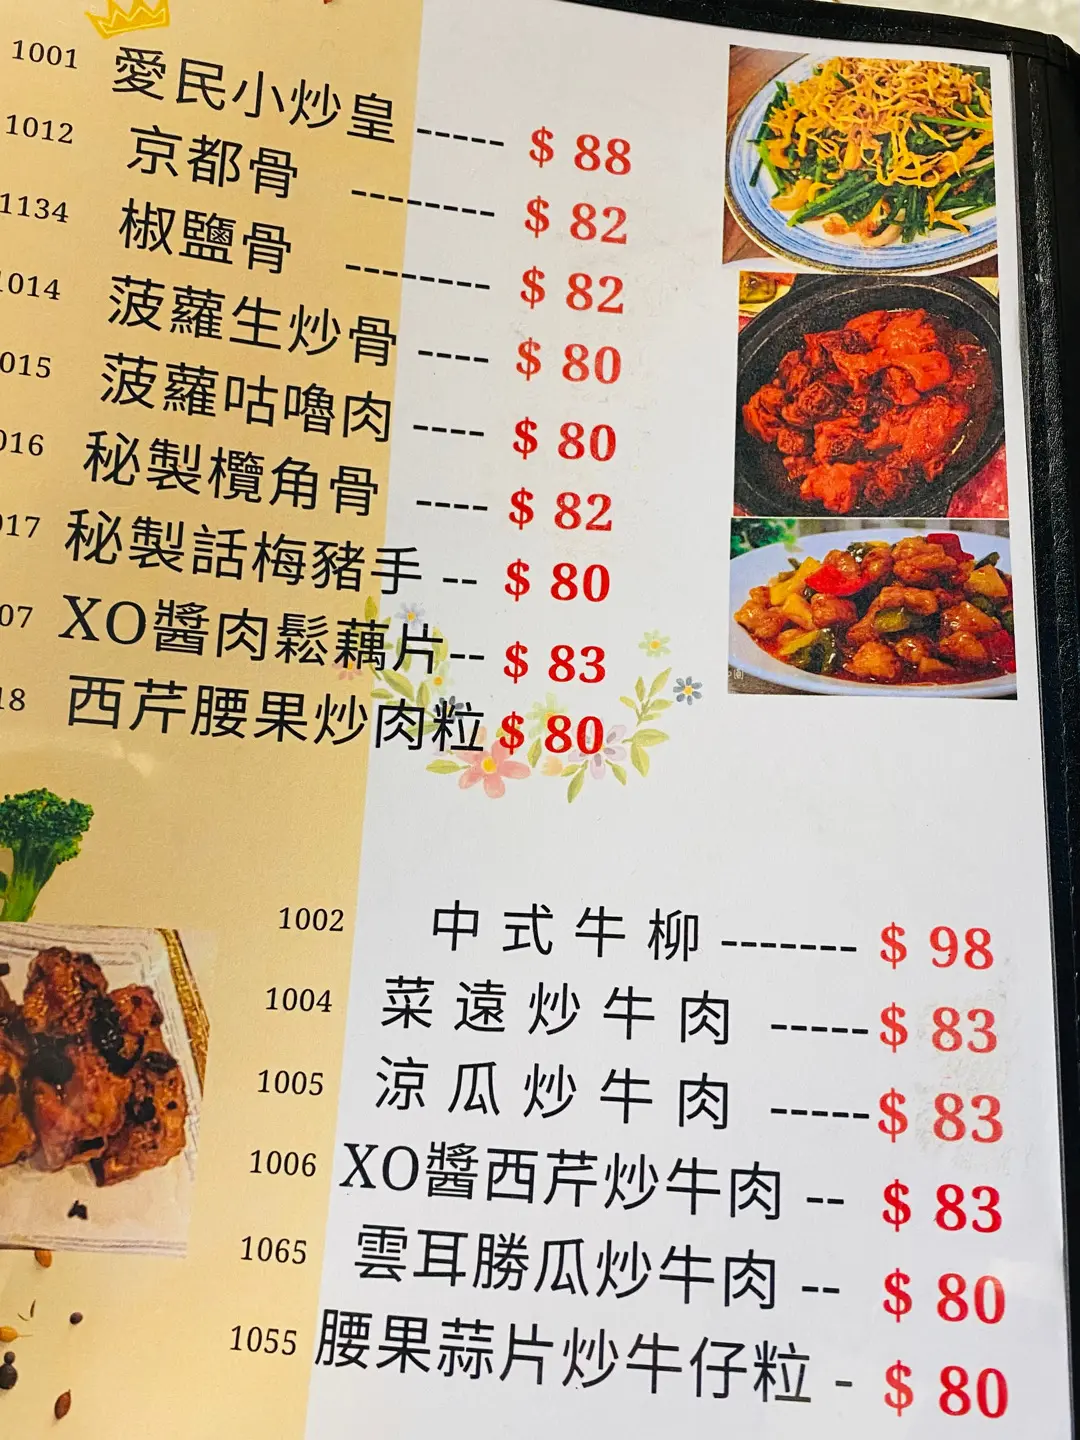 1001 愛民小炒皇 ----- $ 88
1012 京都骨 --------- $ 82
1134 椒鹽骨 --------- $ 82
1014 菠蘿生炒骨 ---- $ 80
015 菠蘿咕嚕肉 ---- $ 80
016 秘製欖角骨 ---- $ 82
017 秘製話梅豬手 -- $ 80
07 XO醬肉鬆藕片-- $ 83
18 西芹腰果炒肉粒 $ 80
1002 中式牛柳 ------- $ 98
1004 菜遠炒牛肉 -----$ 83
1005 涼瓜炒牛肉 -----$ 83
1006 XO醬西芹炒牛肉 -- $ 83
1065 雲耳勝瓜炒牛肉 -- $ 80
1055 腰果蒜片炒牛仔粒 - $ 80